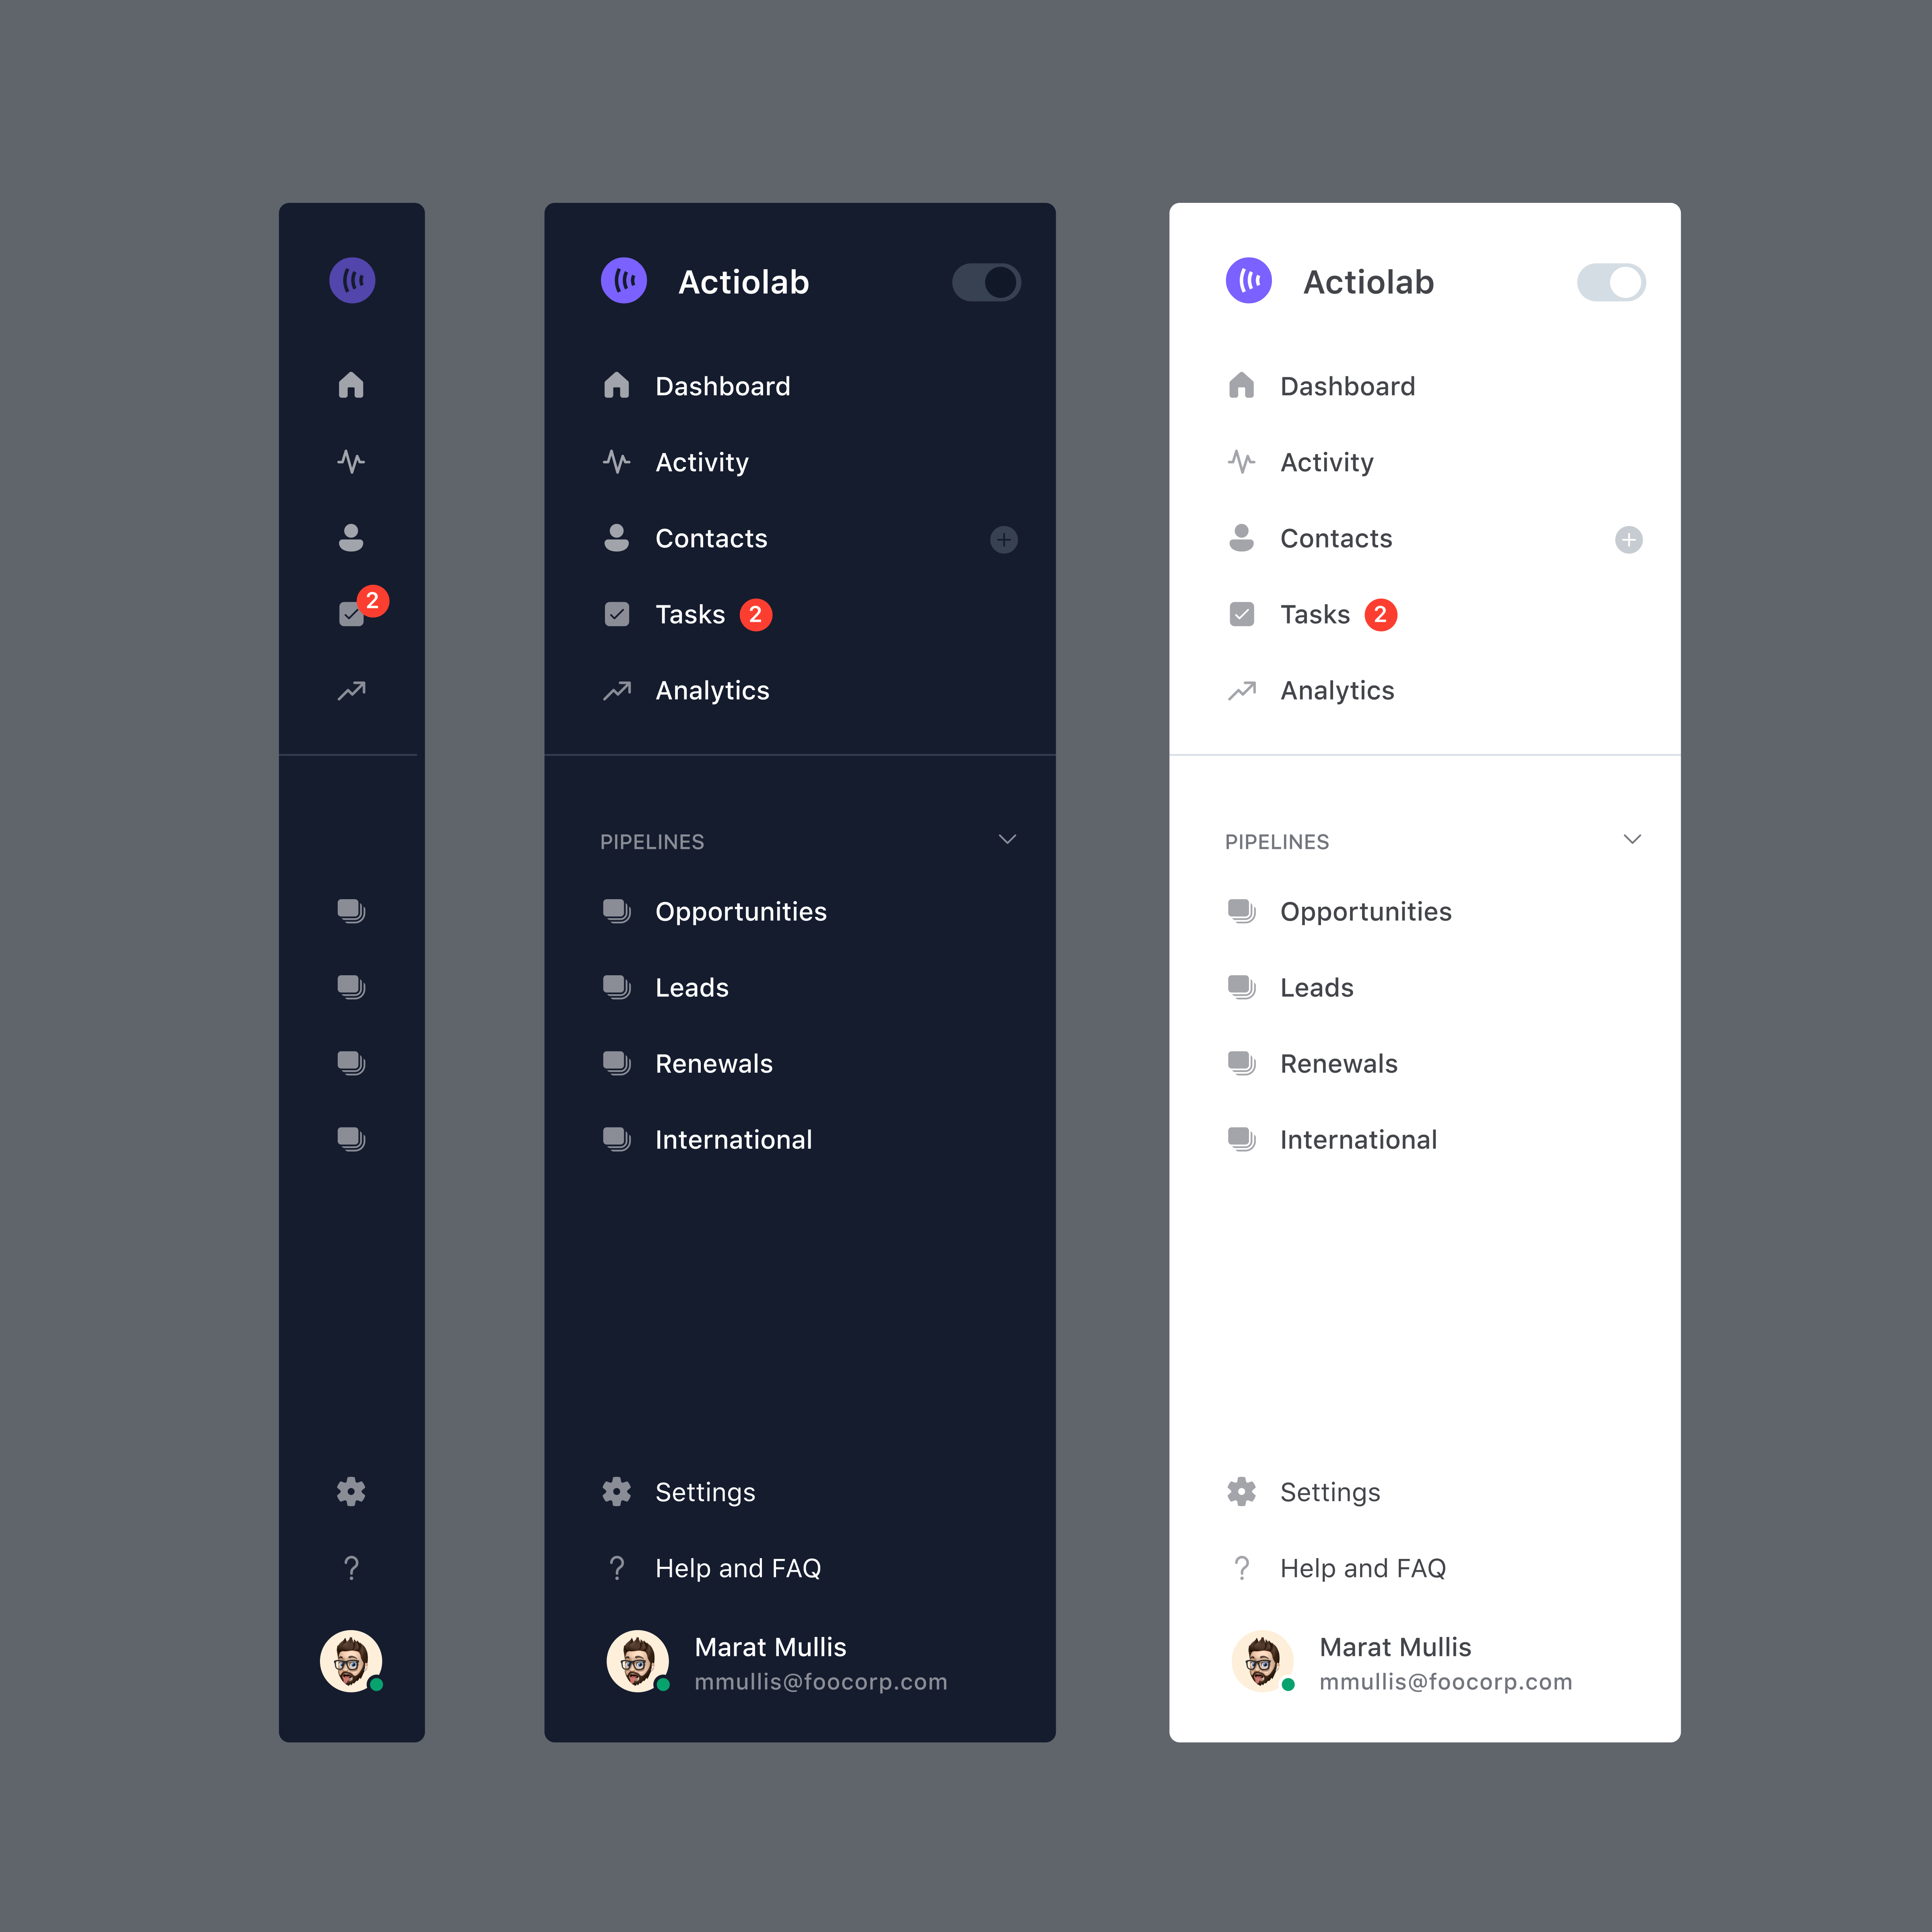 2
Actiolab
Dashboard
Activity
Contacts
Tasks 2
Analytics
PIPELINES
Opportunities
Leads
Renewals
International
Settings
? Help and FAQ
Marat Mullis
mmullis@foocorp.com
Actiolab
Dashboard
Activity
Contacts
Tasks 2
Analytics
PIPELINES
Opportunities
Leads
Renewals
International
Settings
? Help and FAQ
Marat Mullis
mmullis@foocorp.com